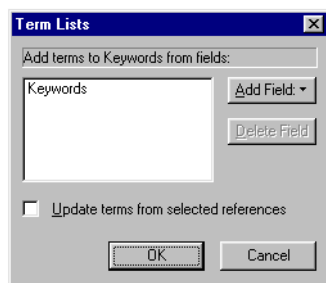 Term Lists
Add terms to Keywords from fields:
Keywords
Add Field:
Delete Field
Update terms from selected references
OK
Cancel